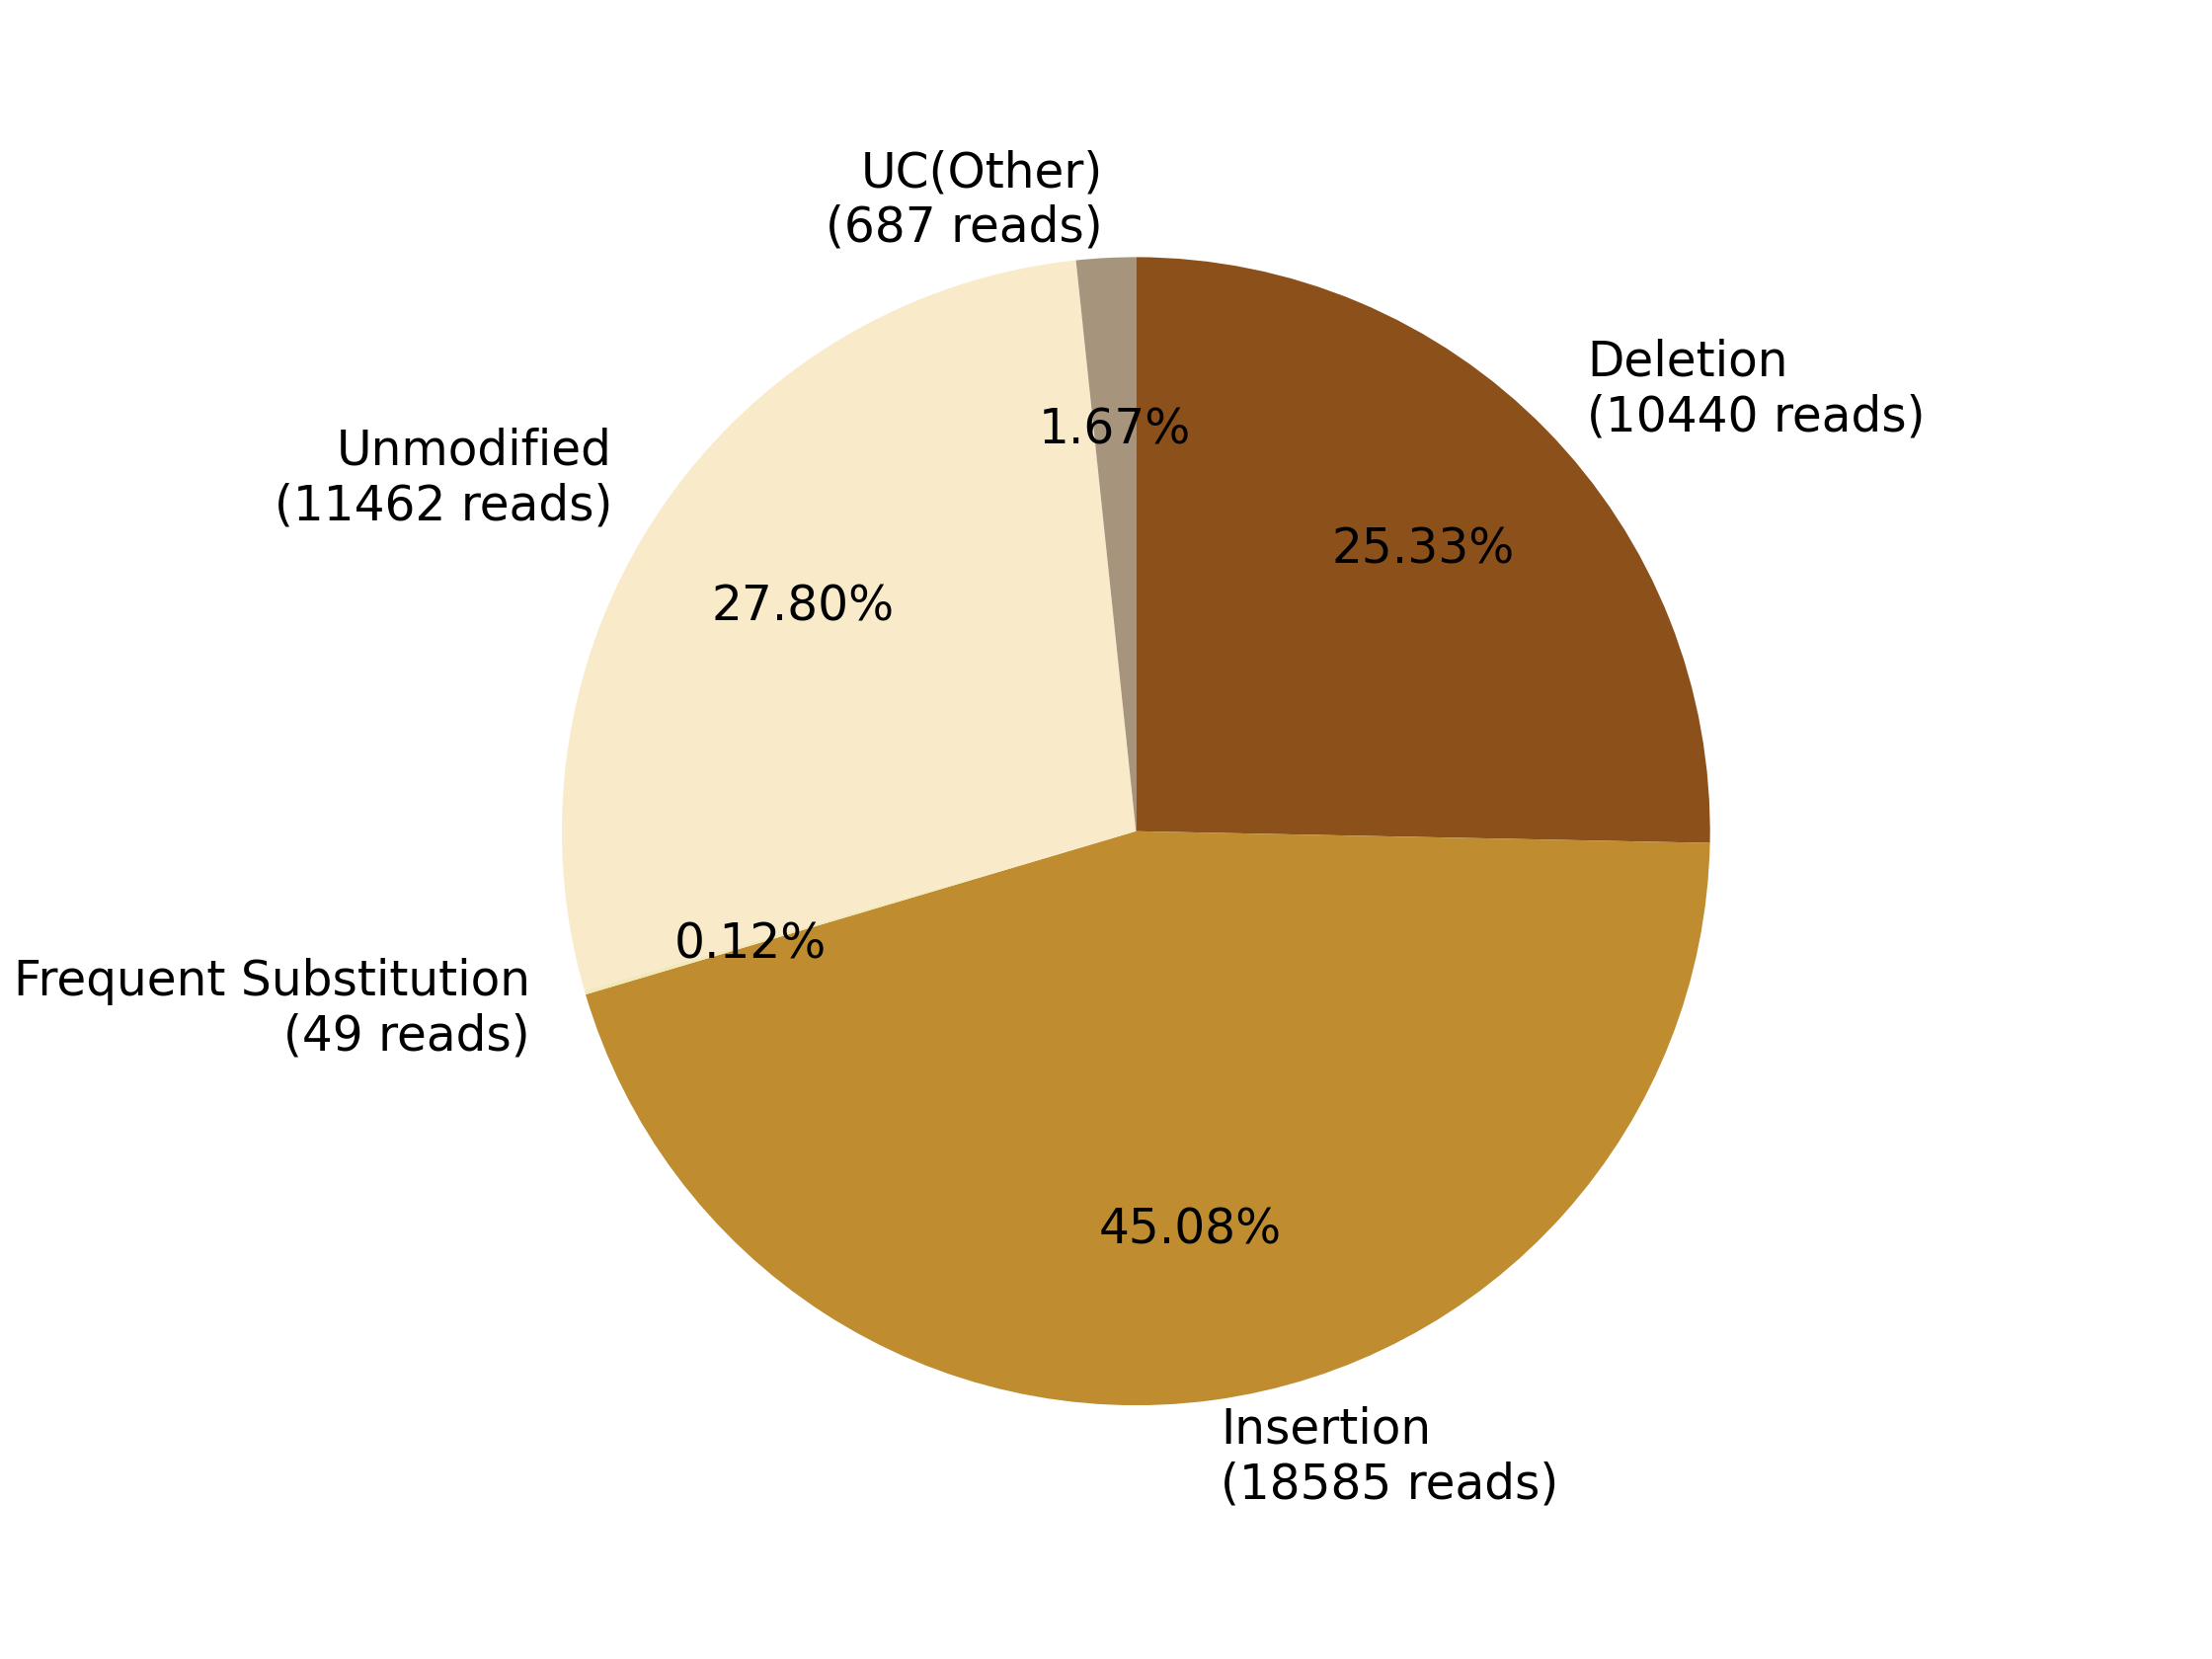 UC(Other)
(687 reads)
Deletion
(10440 reads)
1.67%
Unmodified
(11462 reads)
25.33%
27.80%
0.12%
Frequent Substitution
(49 reads)
45.08%
Insertion
(18585 reads)